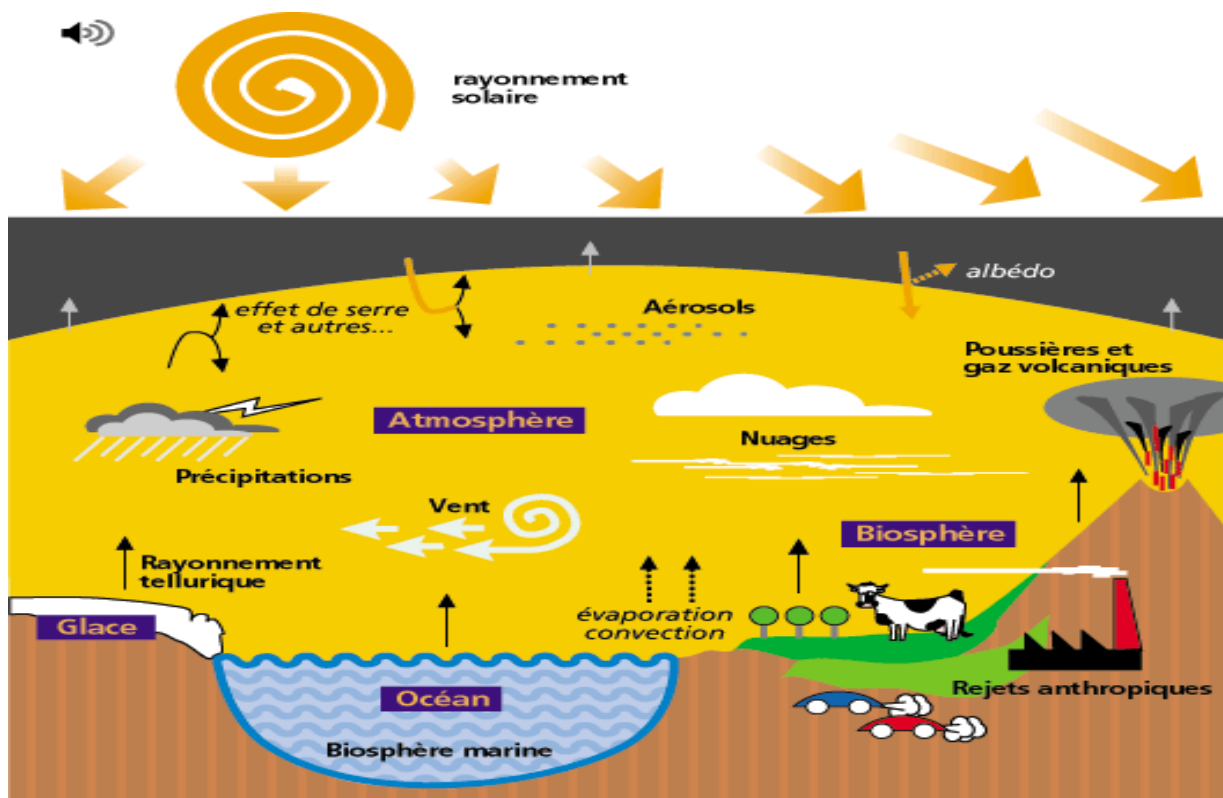 rayonnement
solaire
albédo
effet de serre
et autres...
Aérosols
Poussières et
gaz volcaniques
Atmosphère
Nuages
Précipitations
Vent
Biosphère
Rayonnement
tellurique
évaporation
convection
Glace
Océan
Rejets anthropiques
Biosphère marine